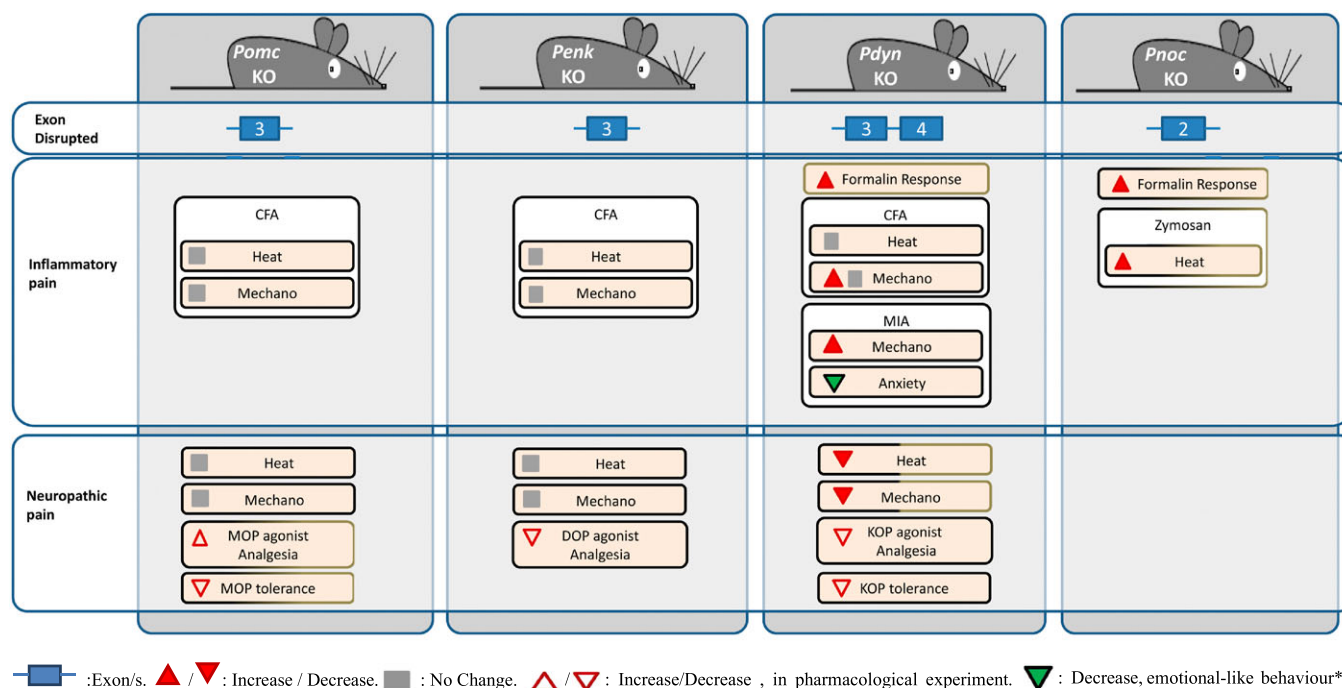 Pomc
KO
Penk
KO
Pdyn
KO
Pnoc
KO
Exon
Disrupted
3
3
3
4
2
Inflammatory
pain
CFA
Heat
Mechano
CFA
Heat
Mechano
Formalin Response
CFA
Heat
Mechano
MIA
Mechano
Anxiety
Formalin Response
Zymosan
Heat
Neuropathic
pain
Heat
Mechano
MOP agonist
Analgesia
MOP tolerance
Heat
Mechano
DOP agonist
Analgesia
Heat
Mechano
KOP agonist
Analgesia
KOP tolerance
:Exon/s. / : Increase / Decrease. : No Change. / : Increase/Decrease , in pharmacological experiment. : Decrease, emotional-like behaviour*